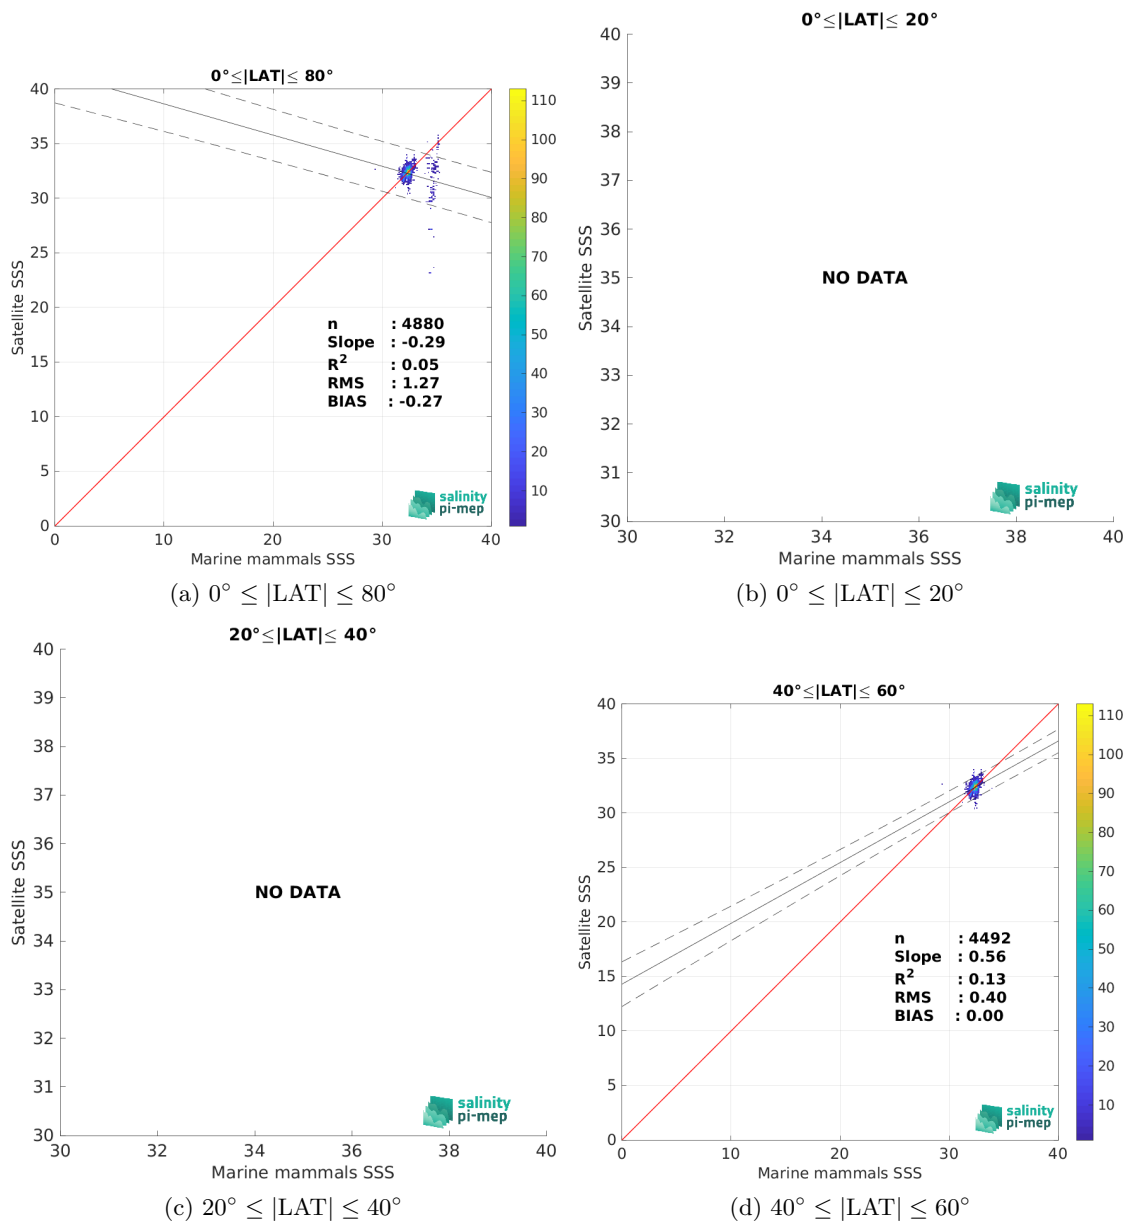 0°≤|LAT|≤ 80°
40
35
30
25
20
15
10
5
0
0
10
20
30
40
Satellite SSS
Marine mammals SSS
n : 4880
Slope : -0.29
R² : 0.05
RMS : 1.27
BIAS : -0.27
salinity
pi-mep
110
100
90
80
70
60
50
40
30
20
10
(a) 0° ≤ |LAT| ≤ 80°
0°≤|LAT|≤ 20°
40
39
38
37
36
35
34
33
32
31
30
30
32
34
36
38
40
Satellite SSS
Marine mammals SSS
NO DATA
salinity
pi-mep
(b) 0° ≤ |LAT| ≤ 20°
20°≤|LAT|≤ 40°
40
39
38
37
36
35
34
33
32
31
30
30
32
34
36
38
40
Satellite SSS
Marine mammals SSS
NO DATA
salinity
pi-mep
(c) 20° ≤ |LAT| ≤ 40°
40°≤|LAT|≤ 60°
40
35
30
25
20
15
10
5
0
0
10
20
30
40
Satellite SSS
Marine mammals SSS
n : 4492
Slope : 0.56
R² : 0.13
RMS : 0.40
BIAS : 0.00
salinity
pi-mep
110
100
90
80
70
60
50
40
30
20
10
(d) 40° ≤ |LAT| ≤ 60°